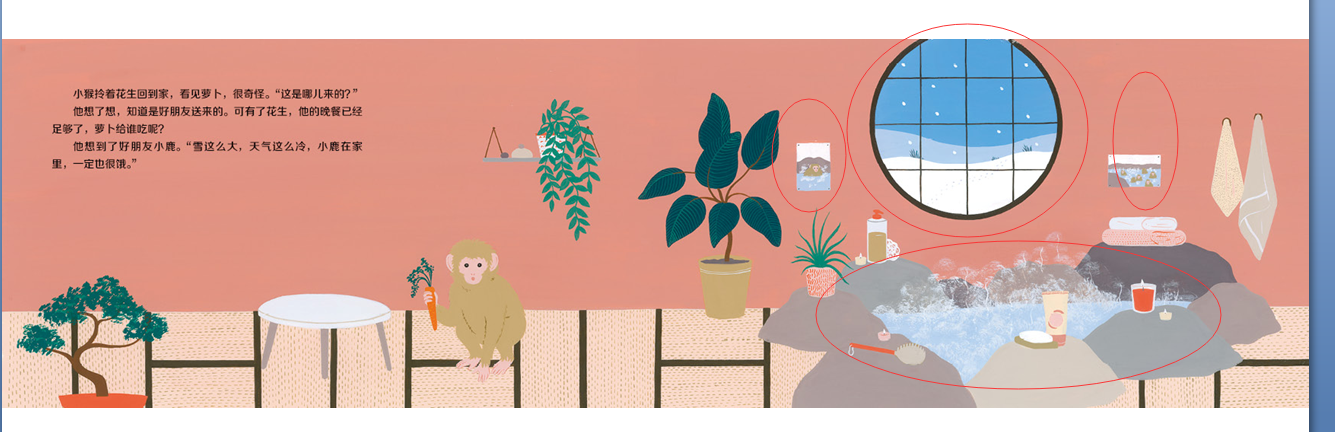 小猴拎着花生回到家，看见萝卜，很奇怪。“这是哪儿来的？”
他想了想，知道是好朋友送来的。可有了花生，他的晚餐已经
足够了，萝卜给谁吃呢？
他想到了好朋友小鹿。“雪这么大，天气这么冷，小鹿在家
里，一定也很饿。”